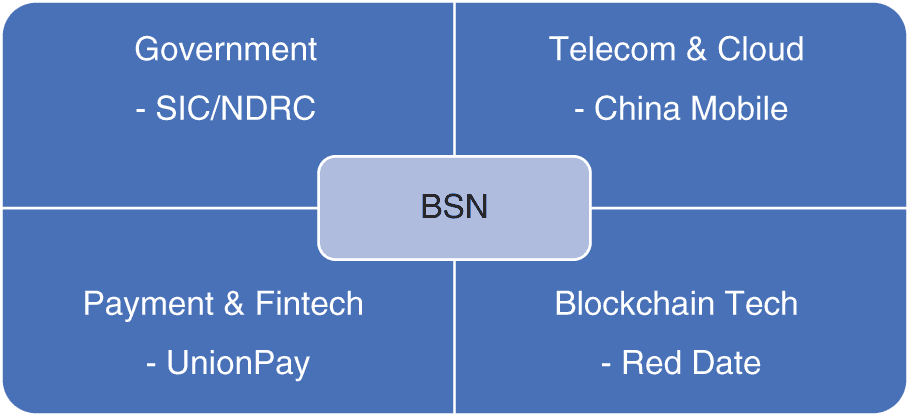 Government
- SIC/NDRC
Telecom & Cloud
- China Mobile
BSN
Payment & Fintech
- UnionPay
Blockchain Tech
- Red Date